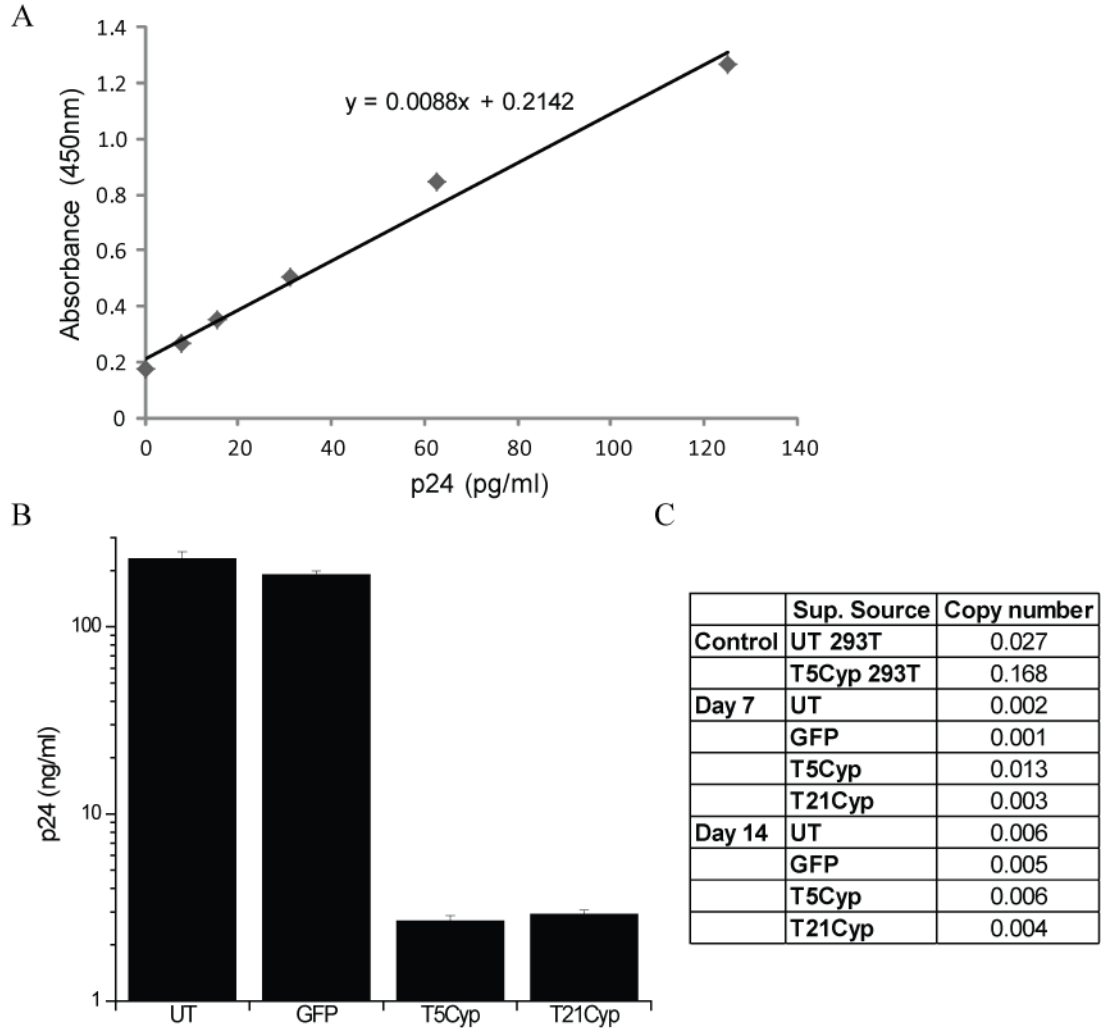 A
1.4
1.2
1.0
0.8
0.6
0.4
0.2
0
Absorbance (450nm)
y = 0.0088x + 0.2142
0 20 40 60 80 100 120 140
p24 (pg/ml)
B
100
10
1
p24 (ng/ml)
UT GFP T5Cyp T21Cyp
C
Sup. Source Copy number
Control UT 293T 0.027
T5Cyp 293T 0.168
Day 7 UT 0.002
GFP 0.001
T5Cyp 0.013
T21Cyp 0.003
Day 14 UT 0.006
GFP 0.005
T5Cyp 0.006
T21Cyp 0.004